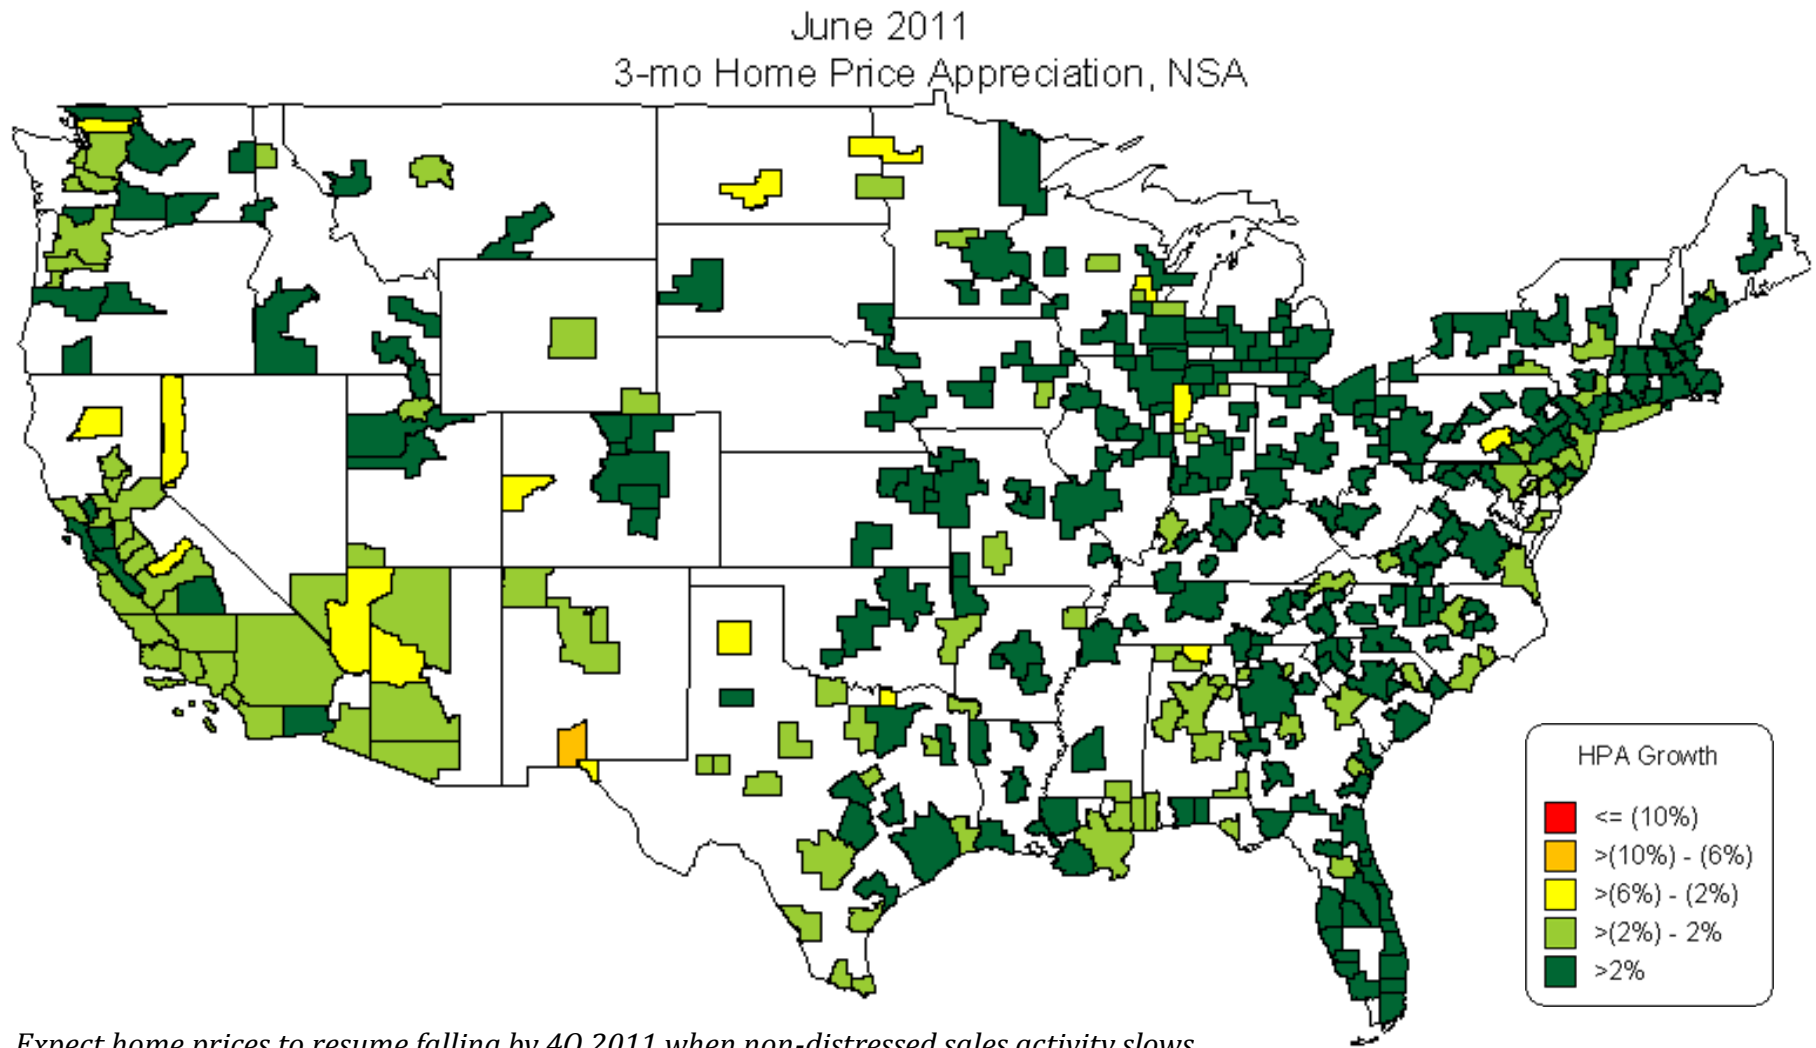 June 2011
3-mo Home Price Appreciation, NSA
HPA Growth
<= (10%)
>(10%) - (6%)
>(6%) - (2%)
>(2%) - 2%
>2%
Expect home prices to resume falling by 4Q 2011 when non-distressed sales activity slows